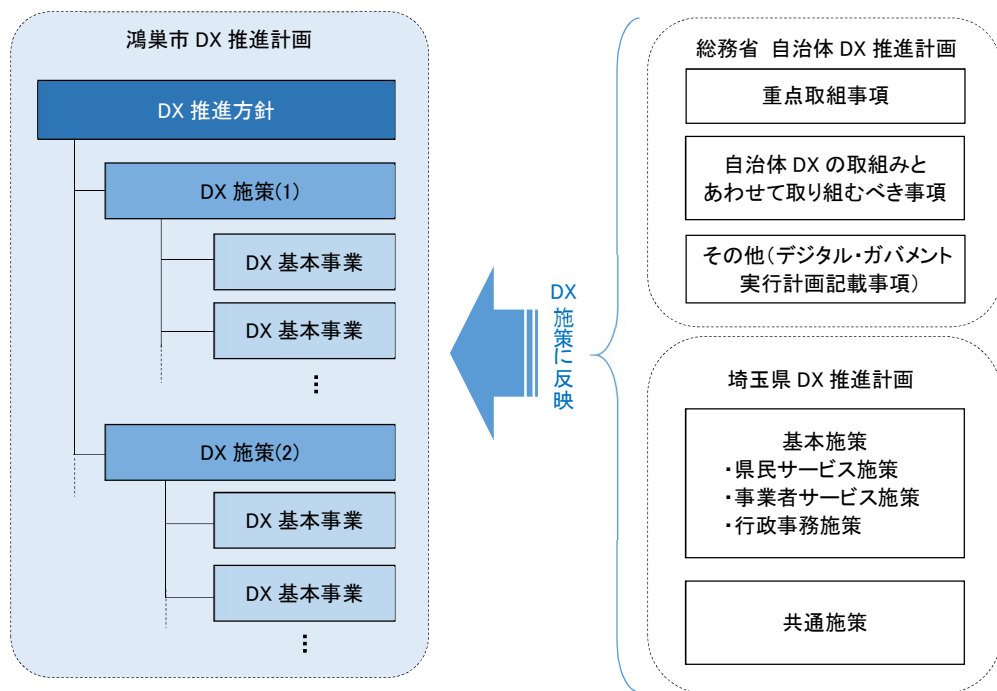 鴻巣市 DX 推進計画
DX 推進方針
DX 施策(1)
DX 基本事業
DX 基本事業
…
DX 施策(2)
DX 基本事業
DX 基本事業
…
DX 施策に反映
総務省 自治体 DX 推進計画
重点取組事項
自治体 DX の取組みと
あわせて取り組むべき事項
その他(デジタル・ガバメント
実行計画記載事項)
埼玉県 DX 推進計画
基本施策
・県民サービス施策
・事業者サービス施策
・行政事務施策
共通施策